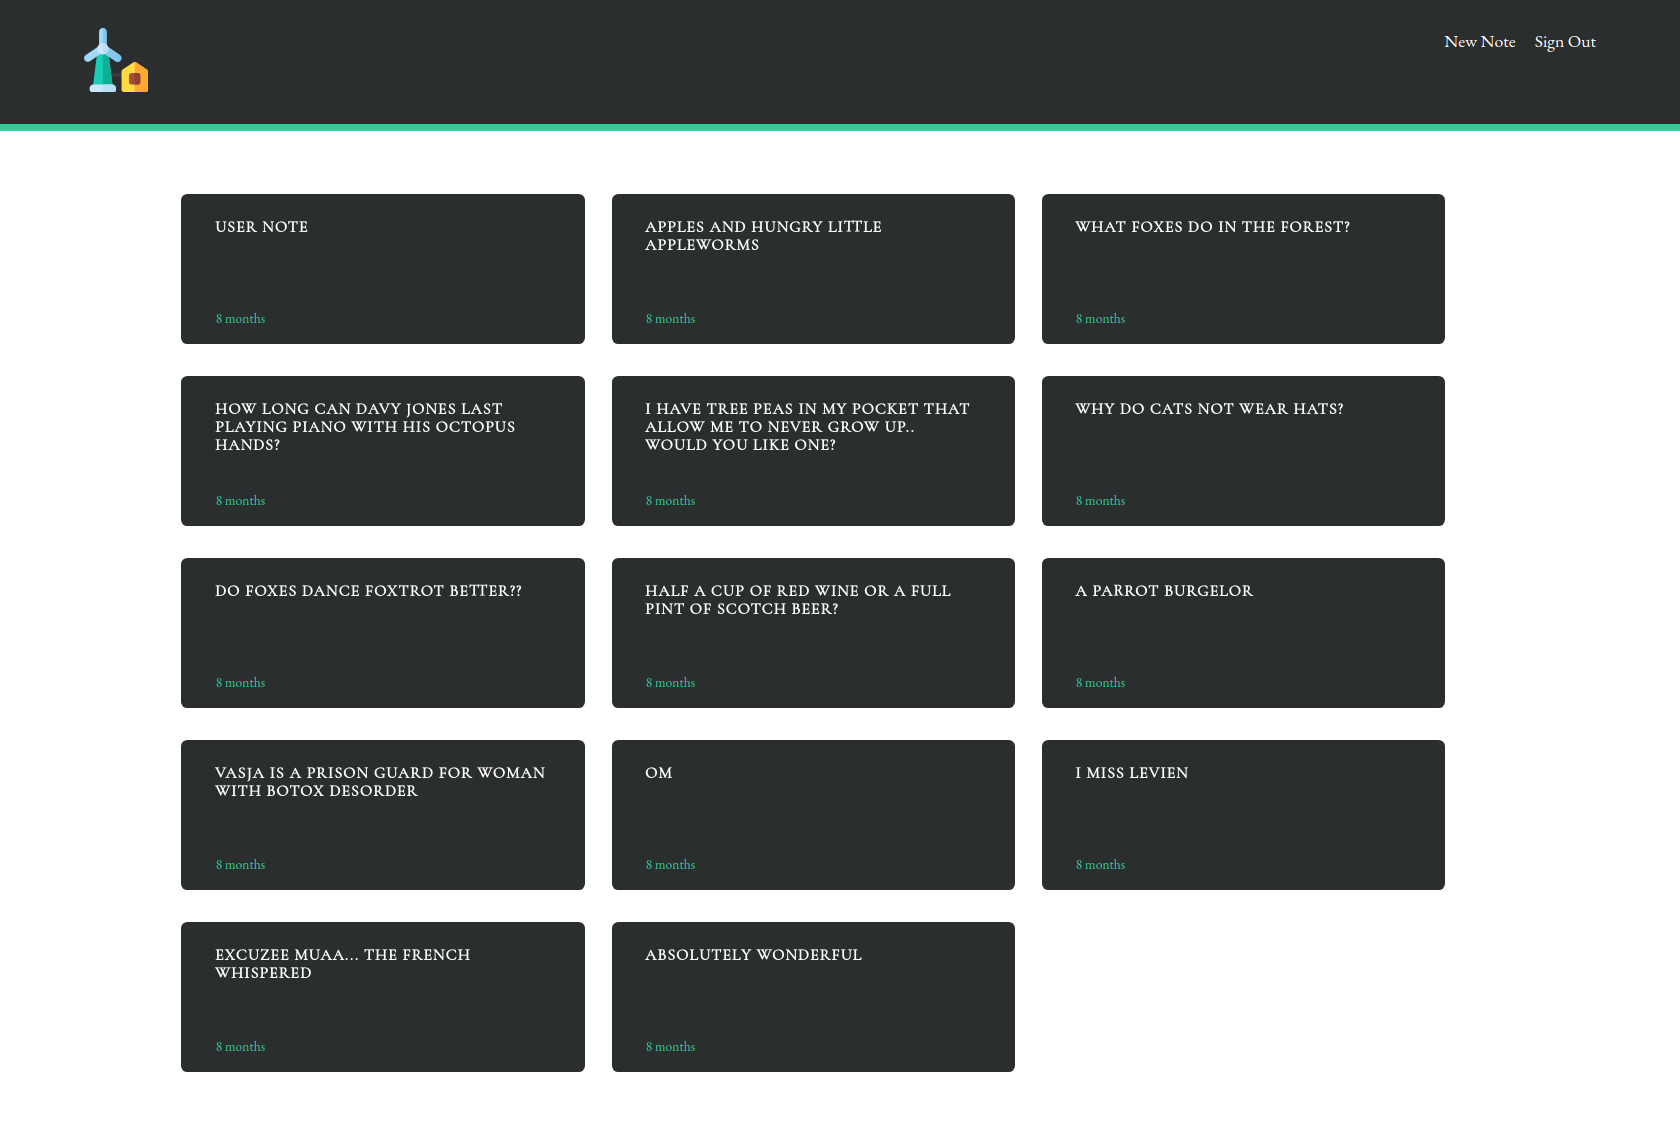 New Note
Sign Out
USER NOTE
8 months
APPLES AND HUNGRY LITTLE
APPLEWORMS
8 months
WHAT FOXES DO IN THE FOREST?
8 months
HOW LONG CAN DAVY JONES LAST
PLAYING PIANO WITH HIS OCTOPUS
HANDS?
8 months
I HAVE TREE PEAS IN MY POCKET THAT
ALLOW ME TO NEVER GROW UP..
WOULD YOU LIKE ONE?
8 months
WHY DO CATS NOT WEAR HATS?
8 months
DO FOXES DANCE FOXTROT BETTER??
8 months
HALF A CUP OF RED WINE OR A FULL
PINT OF SCOTCH BEER?
8 months
A PARROT BURGELOR
8 months
VASJA IS A PRISON GUARD FOR WOMAN
WITH BOTOX DESORDER
8 months
OM
8 months
I MISS LEVIEN
8 months
EXCUZEE MUAA... THE FRENCH
WHISPERED
8 months
ABSOLUTELY WONDERFUL
8 months